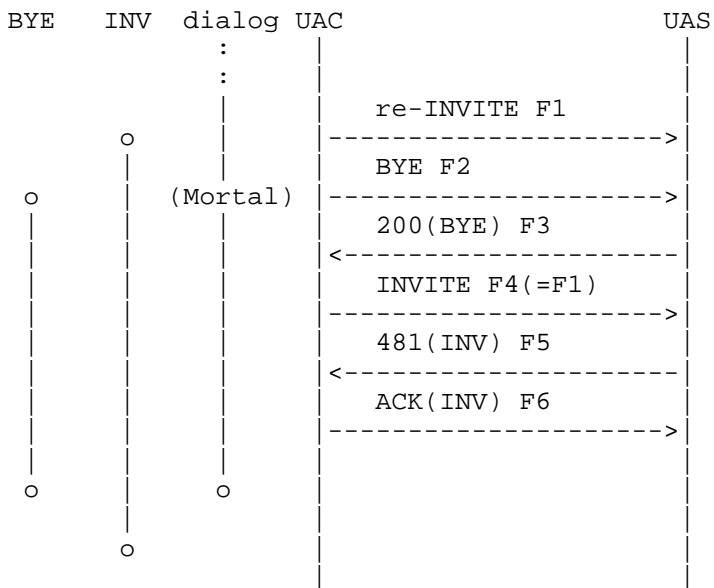 BYE INV dialog UAC UAS
re-INVITE F1
BYE F2
(Mortal)
200(BYE) F3
INVITE F4(=F1)
481(INV) F5
ACK(INV) F6